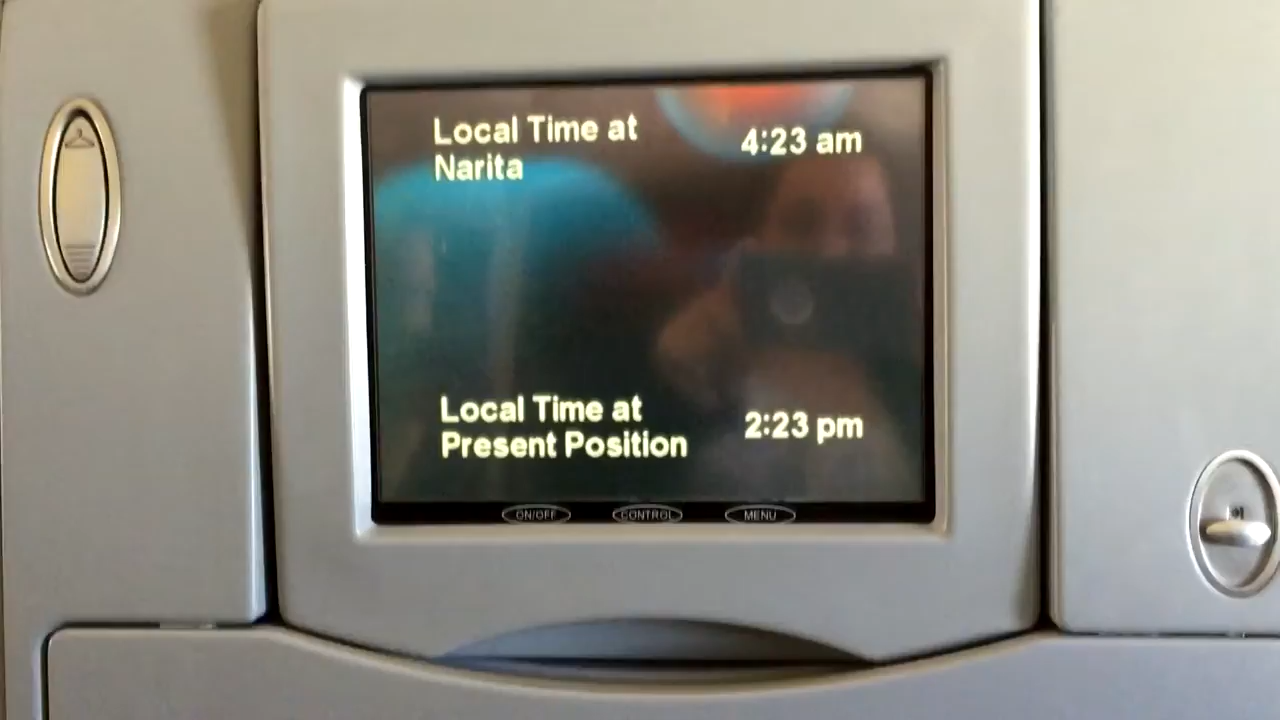 Local Time at
Narita
4:23 am
Local Time at
Present Position
2:23 pm
ON/OFF
CONTROL
MENU